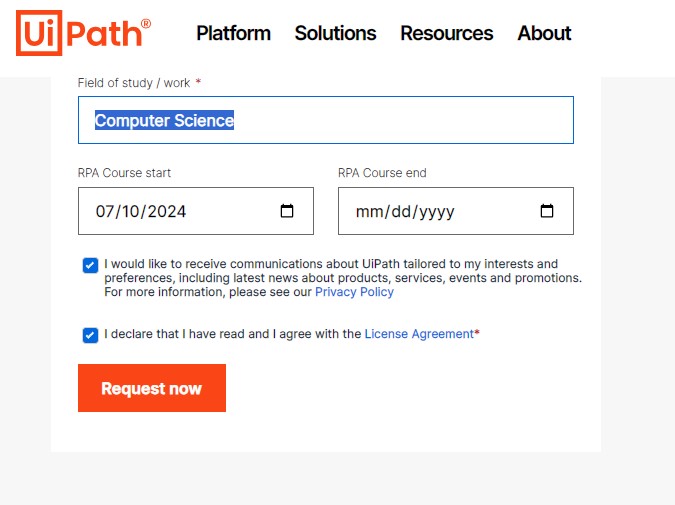 UiPath®
Platform Solutions Resources About
Field of study / work *
Computer Science
RPA Course start RPA Course end
07/10/2024 mm/dd/yyyy
I would like to receive communications about UiPath tailored to my interests and
preferences, including latest news about products, services, events and promotions.
For more information, please see our Privacy Policy
I declare that I have read and I agree with the License Agreement*
Request now